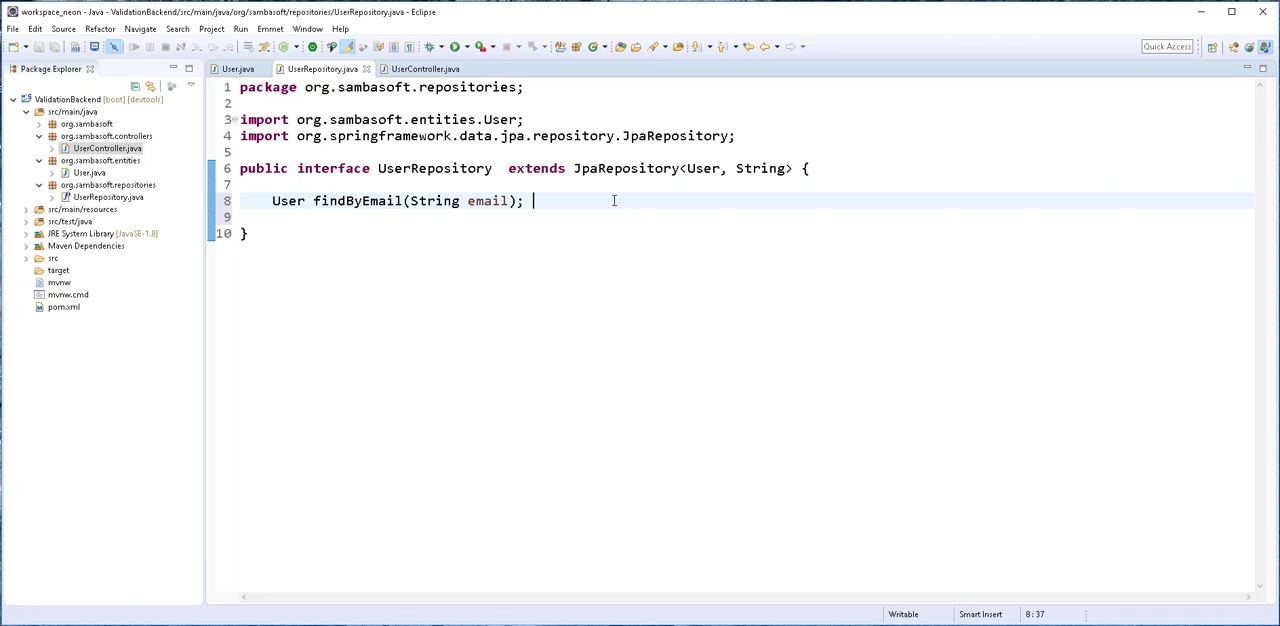 workspace_neon - Java - ValidationBackend/src/main/java/org/sambasoft/repositories/UserRepository.java - Eclipse
File Edit Source Refactor Navigate Search Project Run Emmet Window Help
Quick Access
Package Explorer
User.java UserRepository.java UserController.java
ValidationBackend [boot] [devtools]
src/main/java
org.sambasoft
org.sambasoft.controllers
UserController.java
org.sambasoft.entities
User.java
org.sambasoft.repositories
UserRepository.java
src/main/resources
src/test/java
JRE System Library [JavaSE-1.8]
Maven Dependencies
src
target
mvnw
mvnw.cmd
pom.xml
1 package org.sambasoft.repositories;
2
3 import org.sambasoft.entities.User;
4 import org.springframework.data.jpa.repository.JpaRepository;
5
6 public interface UserRepository  extends JpaRepository<User, String> {
7
8 User findByEmail(String email);
9
10 }
Writable Smart Insert 8:37